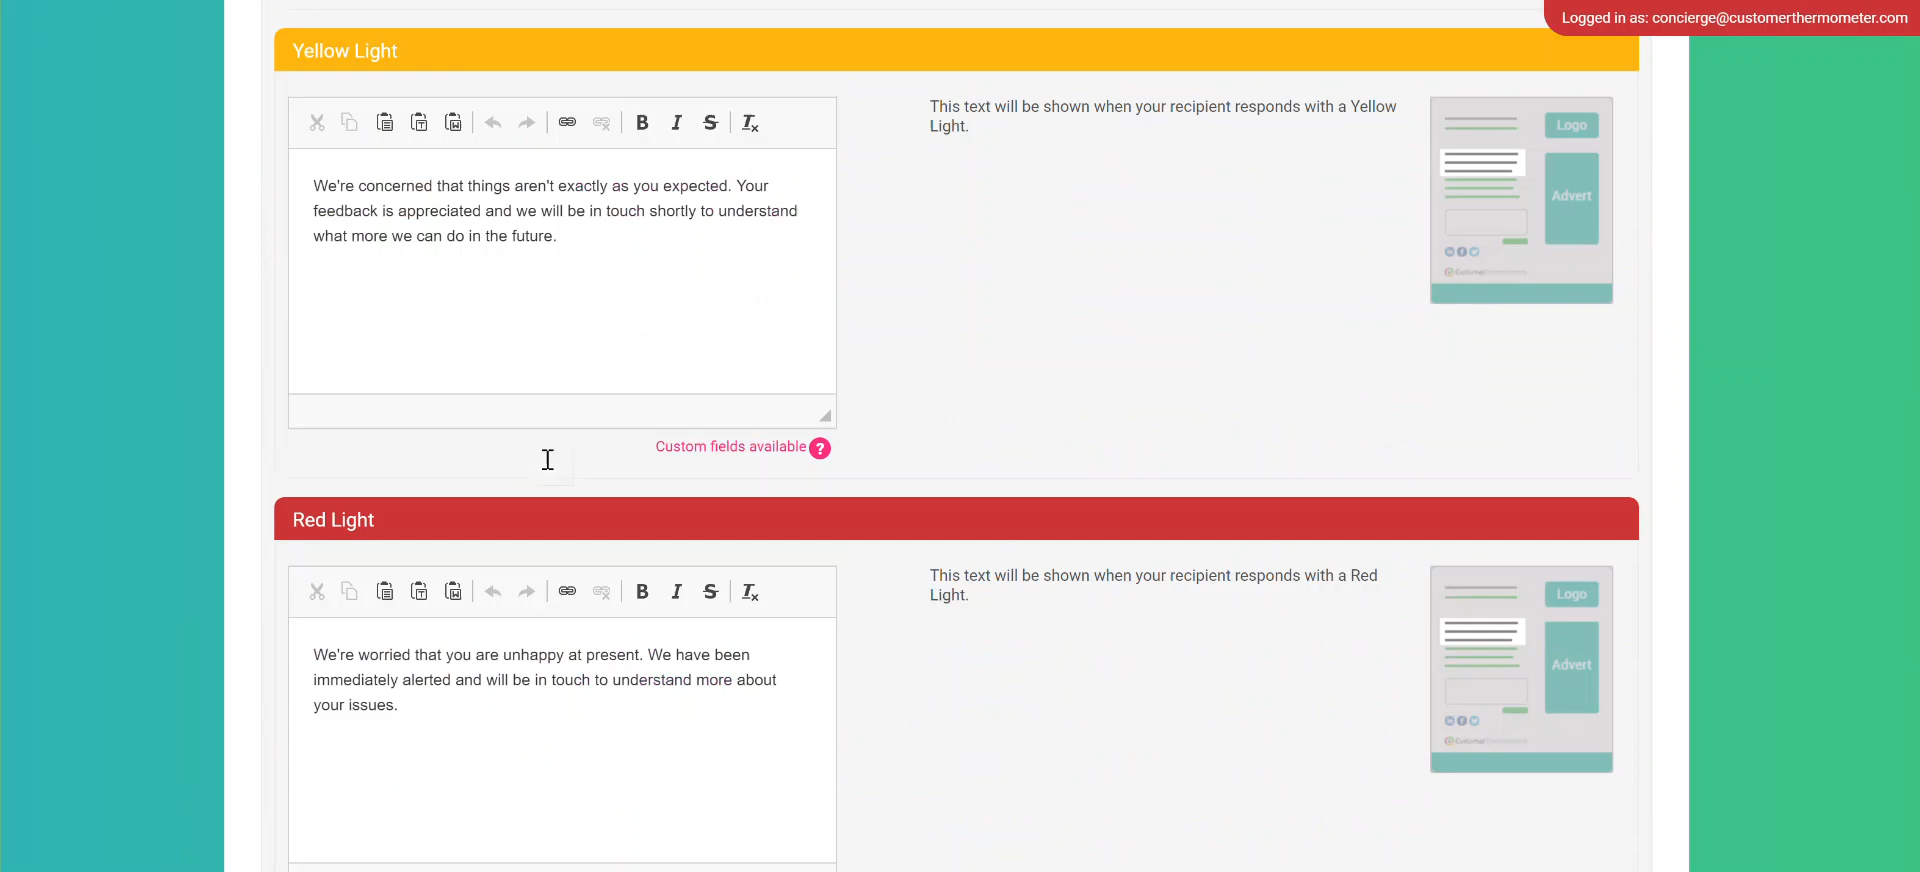 Logged in as: concierge@customerthermometer.com
Yellow Light
We're concerned that things aren't exactly as you expected. Your
feedback is appreciated and we will be in touch shortly to understand
what more we can do in the future.
Custom fields available ?
This text will be shown when your recipient responds with a Yellow
Light.
Logo
Advert
Red Light
We're worried that you are unhappy at present. We have been
immediately alerted and will be in touch to understand more about
your issues.
This text will be shown when your recipient responds with a Red
Light.
Logo
Advert